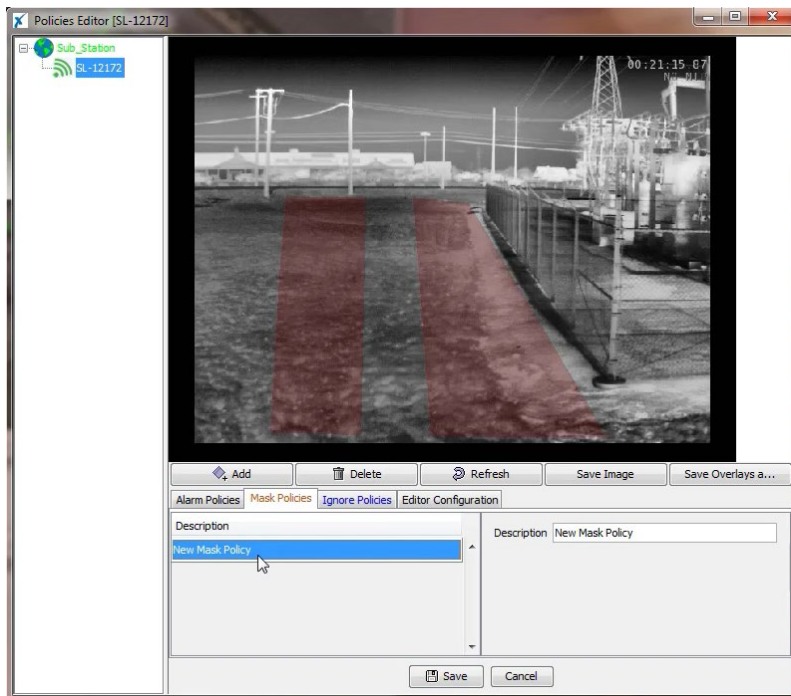 Policies Editor [SL-12172]
Sub_Station
SL-12172
00:21:15 87
Add
Delete
Refresh
Save Image
Save Overlays a...
Alarm Policies
Mask Policies
Ignore Policies
Editor Configuration
Description
New Mask Policy
Description
New Mask Policy
Save
Cancel